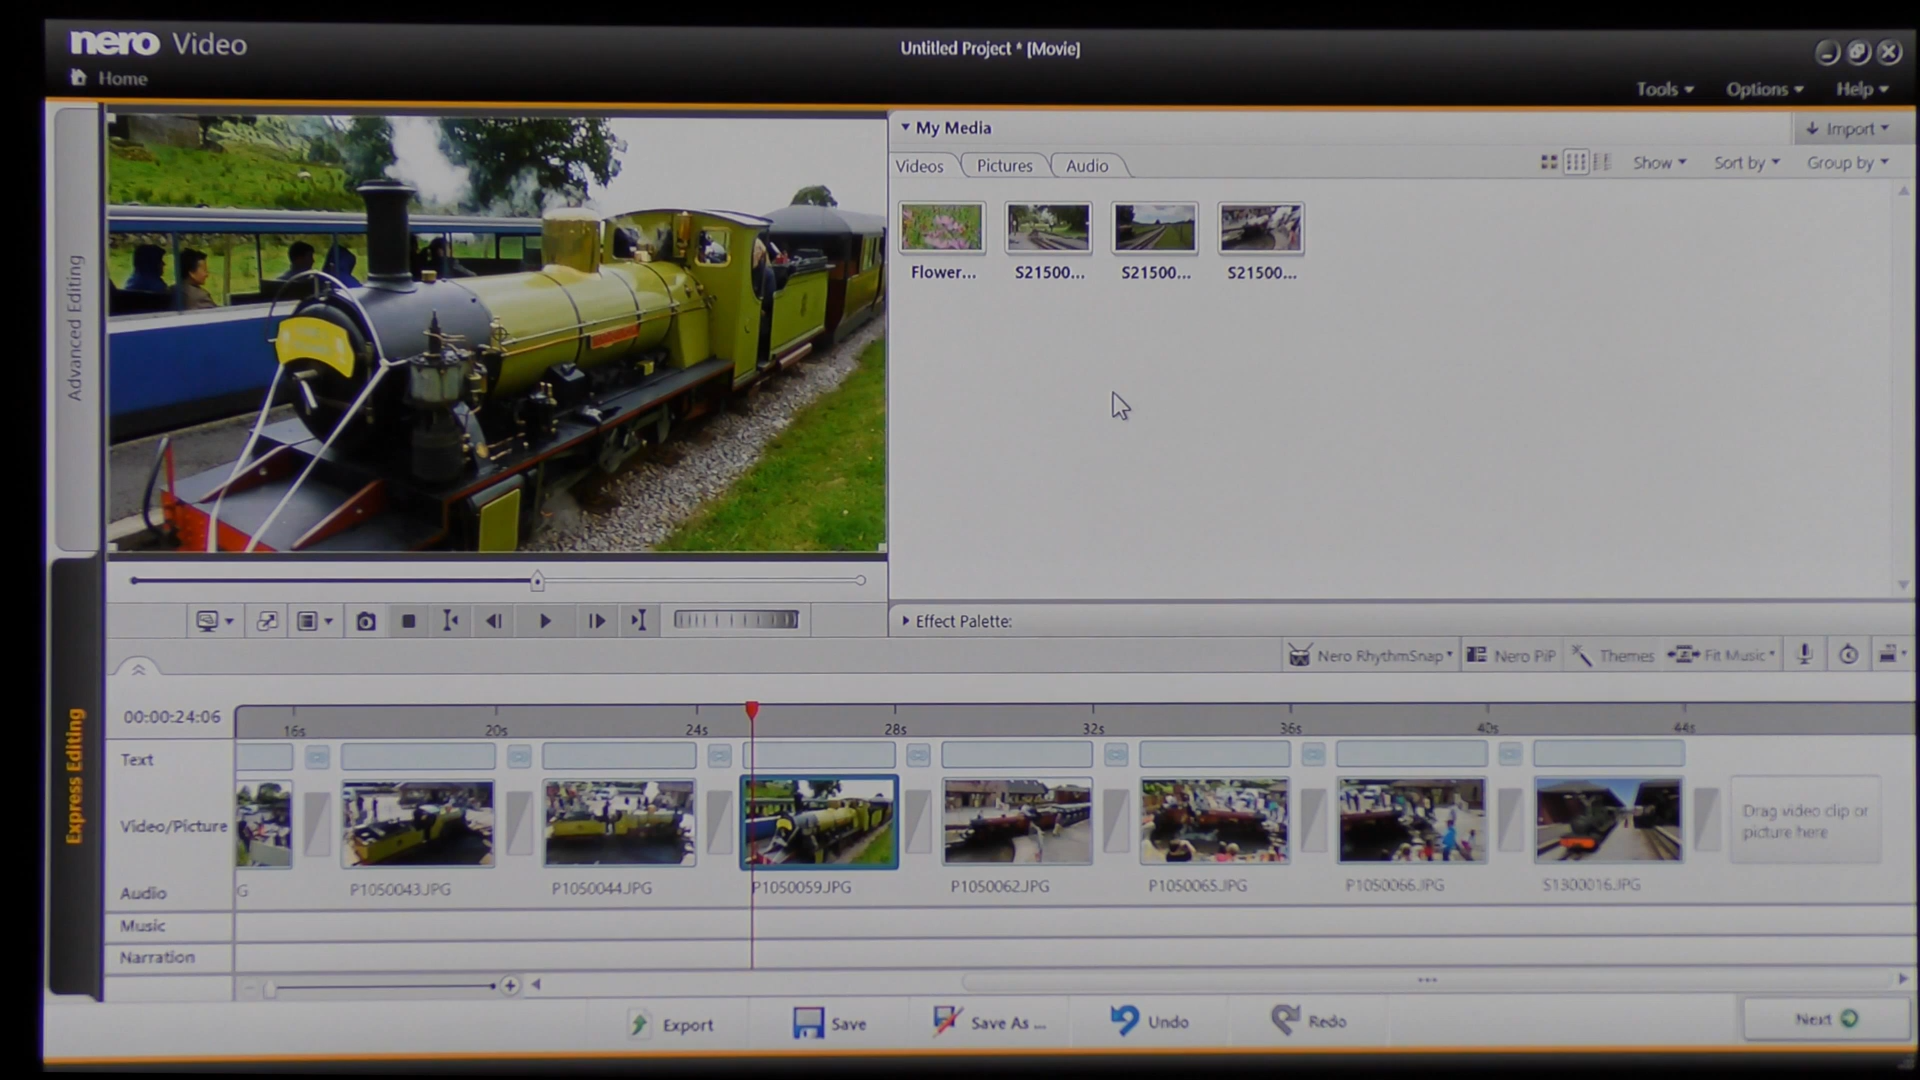 nero Video
Untitled Project * [Movie]
Home
Tools Options Help
Advanced Editing
My Media
Import
Videos Pictures Audio
Show Sort by Group by
Flower... S21500... S21500... S21500...
Effect Palette:
Nero RhythmSnap Nero PiP Themes Fit Music
Express Editing
00:00:24:06
16s 20s 24s 28s 32s 36s 40s 44s
Text
Video/Picture
Drag video clip or
picture here
G P1050043.JPG P1050044.JPG P1050059.JPG P1050062.JPG P1050065.JPG P1050066.JPG S1300016.JPG
Audio
Music
Narration
Export Save Save As ... Undo Redo Next